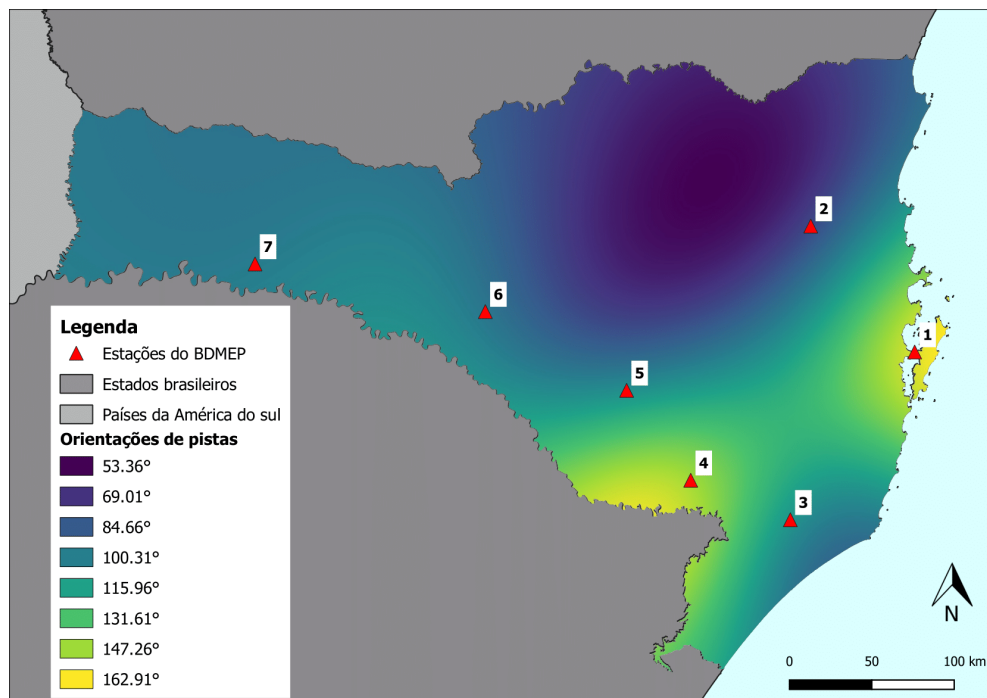 2
7
6
1
5
4
3
Legenda
Estações do BDMEP
Estados brasileiros
Países da América do sul
Orientações de pistas
53.36°
69.01°
84.66°
100.31°
115.96°
131.61°
147.26°
162.91°
N
0 50 100 km